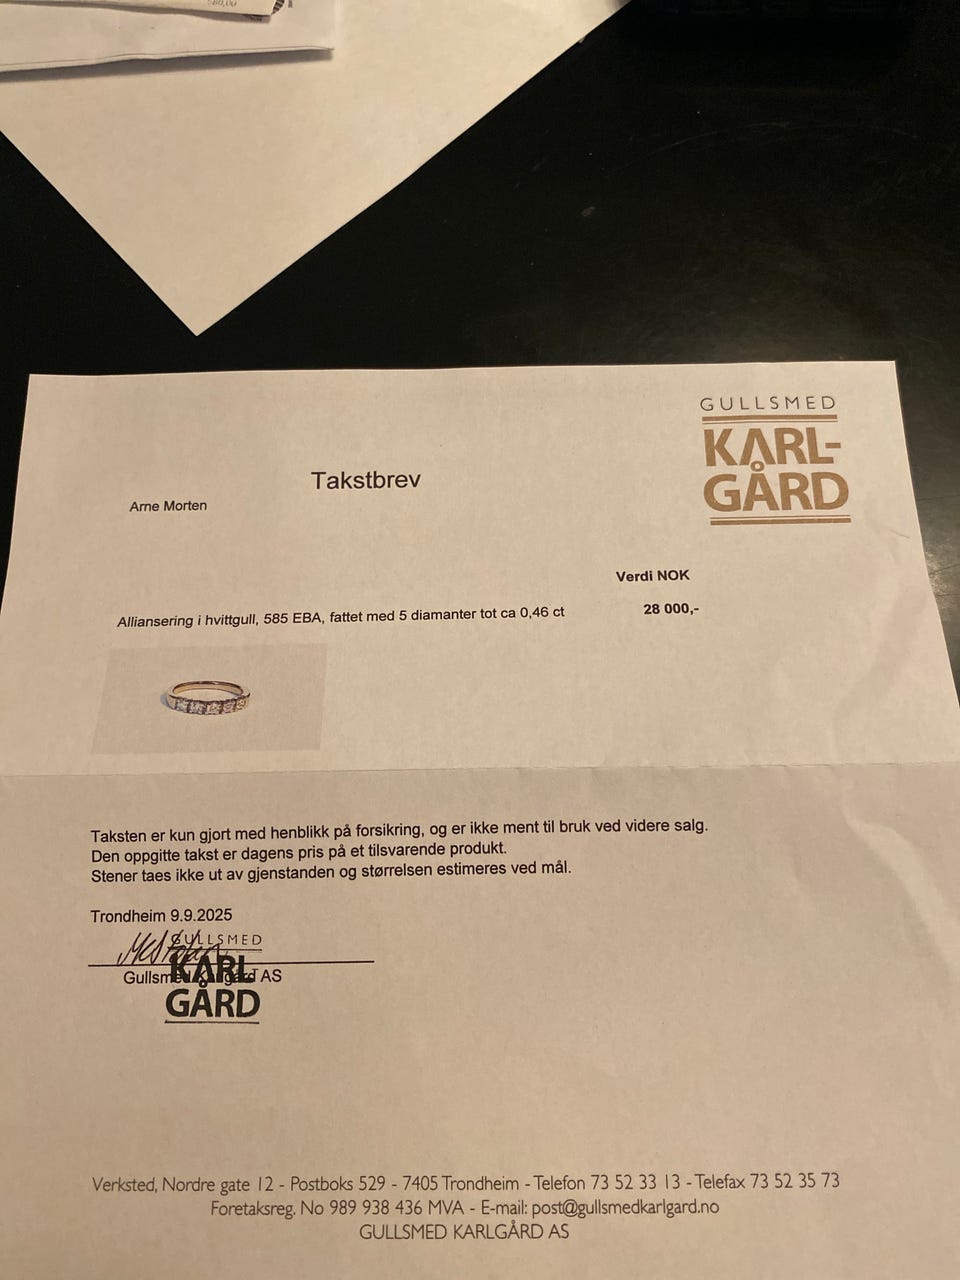 GULLSMED
KARL-
GÅRD
Takstbrev
Arne Morten
Verdi NOK
Alliansering i hvittgull, 585 EBA, fattet med 5 diamanter tot ca 0,46 ct 28 000,-
Taksten er kun gjort med henblikk på forsikring, og er ikke ment til bruk ved videre salg.
Den oppgitte takst er dagens pris på et tilsvarende produkt.
Stener taes ikke ut av gjenstanden og størrelsen estimeres ved mål.
Trondheim 9.9.2025
GULLSMED
KARL
Gullsmed Karlgård AS
GÅRD
Verksted, Nordre gate 12 - Postboks 529 - 7405 Trondheim - Telefon 73 52 33 13 - Telefax 73 52 35 73
Foretaksreg. No 989 938 436 MVA - E-mail: post@gullsmedkarlgard.no
GULLSMED KARLGÅRD AS